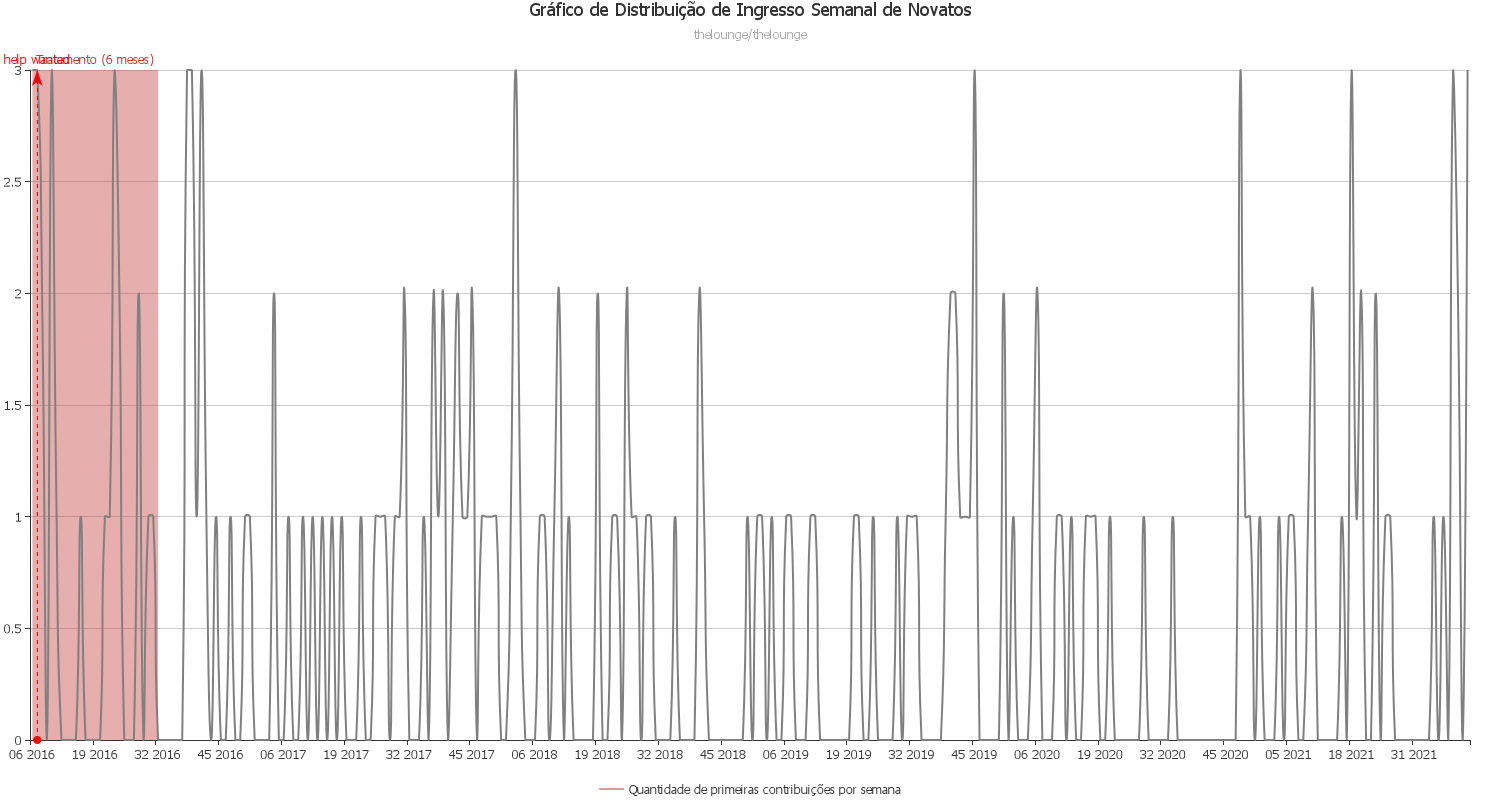 Gráfico de Distribuição de Ingresso Semanal de Novatos
thelounge/thelounge
help wanted
Tratamento (6 meses)
3
2.5
2
1.5
1
0.5
0
06 2016 19 2016 32 2016 45 2016 06 2017 19 2017 32 2017 45 2017 06 2018 19 2018 32 2018 45 2018 06 2019 19 2019 32 2019 45 2019 06 2020 19 2020 32 2020 45 2020 05 2021 18 2021 31 2021
Quantidade de primeiras contribuições por semana